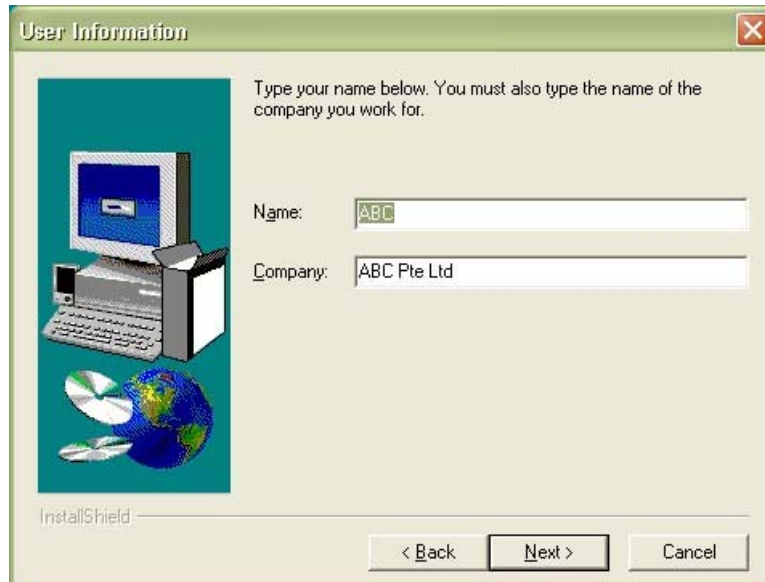 User Information
Type your name below. You must also type the name of the
company you work for.
Name:
ABC
Company:
ABC Pte Ltd
InstallShield
< Back
Next >
Cancel